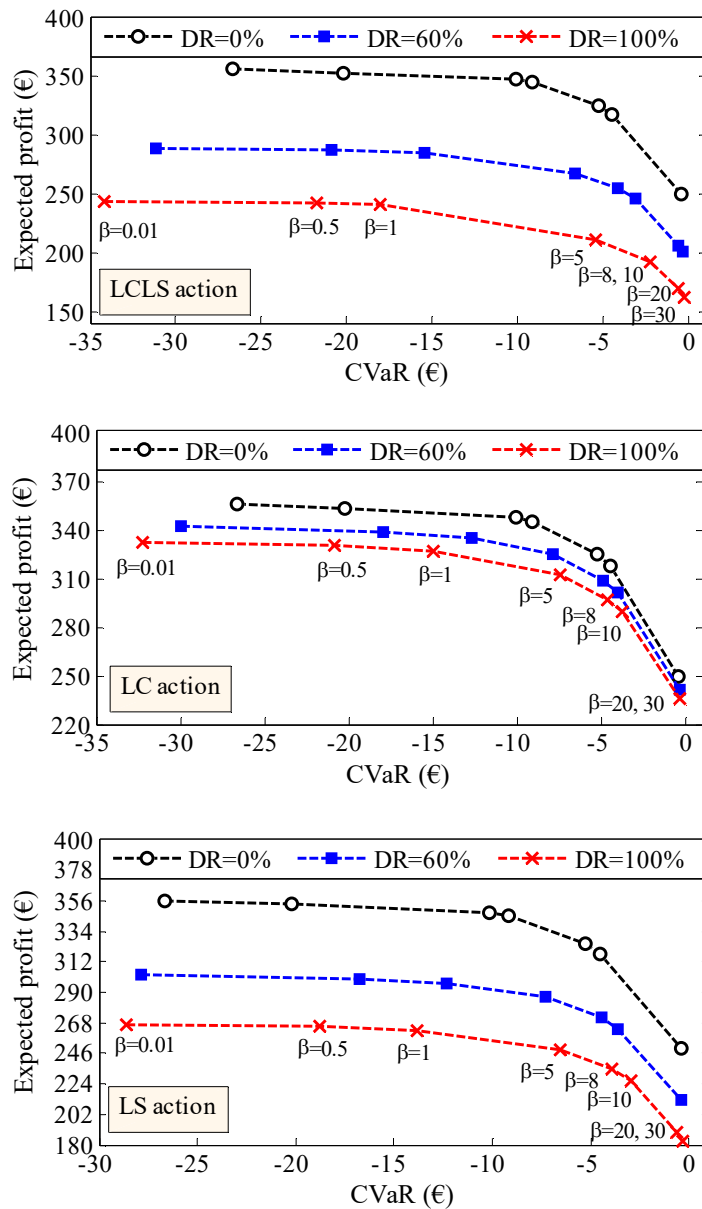 400
DR=0% DR=60% DR=100%
350
300
250
200
150
Expected profit (€)
β=0.01
β=0.5
β=1
β=5
β=8, 10
β=20
β=30
LCLS action
-35 -30 -25 -20 -15 -10 -5 0
CVaR (€)
400
DR=0% DR=60% DR=100%
370
340
310
280
250
220
Expected profit (€)
β=0.01
β=0.5
β=1
β=5
β=8
β=10
β=20, 30
LC action
-35 -30 -25 -20 -15 -10 -5 0
CVaR (€)
400
DR=0% DR=60% DR=100%
378
356
334
312
290
268
246
224
202
180
Expected profit (€)
β=0.01
β=0.5
β=1
β=5
β=8
β=10
β=20, 30
LS action
-30 -25 -20 -15 -10 -5 0
CVaR (€)